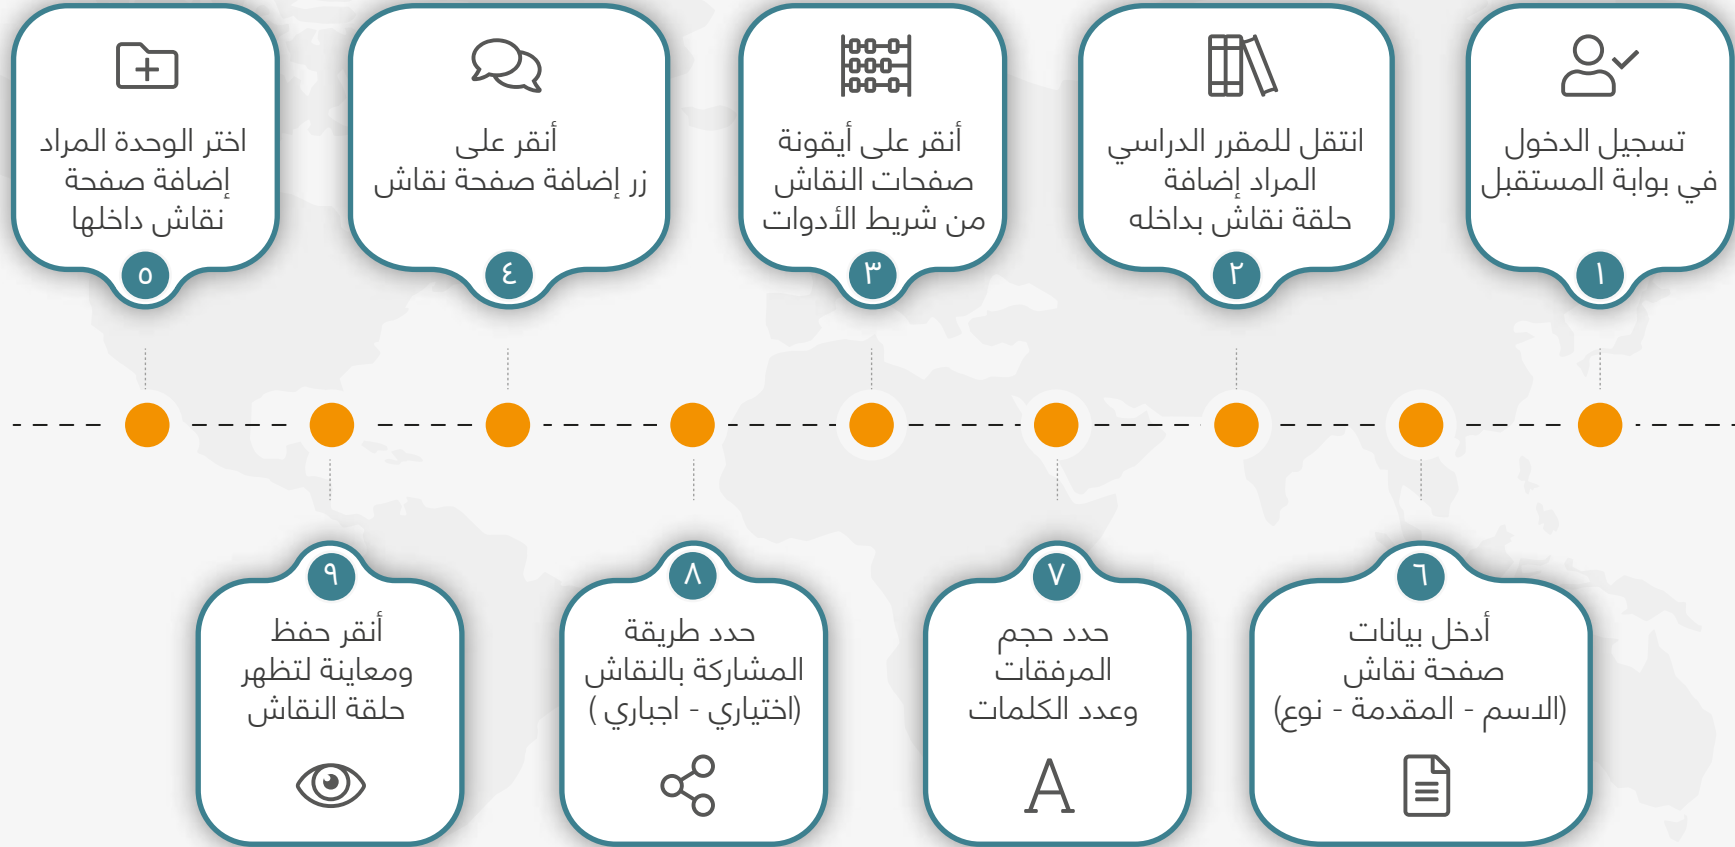 تسجيل الدخول
في بوابة المستقبل
١
انتقل للمقرر الدراسي
المراد إضافة
حلقة نقاش بداخله
٢
أنقر على أيقونة
صفحات النقاش
من شريط الأدوات
٣
أنقر على
زر إضافة صفحة نقاش
٤
اختر الوحدة المراد
إضافة صفحة
نقاش داخلها
٥
٦
أدخل بيانات
صفحة نقاش
(الاسم - المقدمة - نوع)
٧
حدد حجم
المرفقات
وعدد الكلمات
٨
حدد طريقة
المشاركة بالنقاش
(اختياري - اجباري )
٩
أنقر حفظ
ومعاينة لتظهر
حلقة النقاش